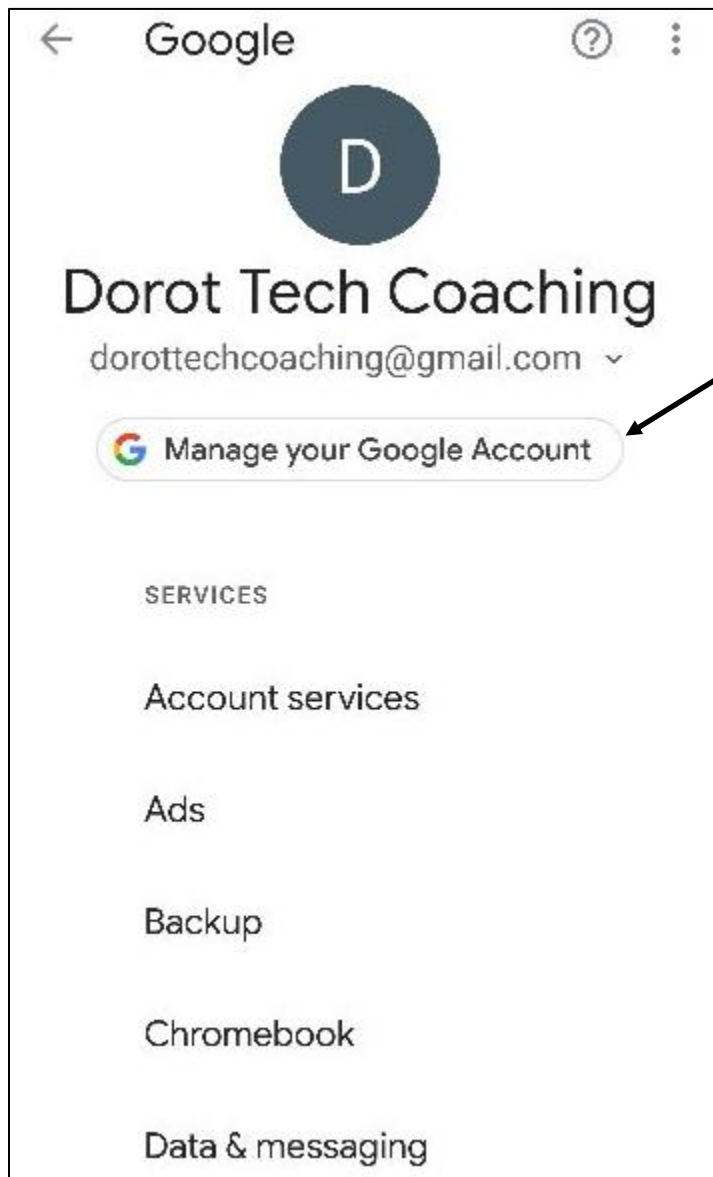 Google
D
Dorot Tech Coaching
dorottechcoaching@gmail.com
G Manage your Google Account
SERVICES
Account services
Ads
Backup
Chromebook
Data & messaging